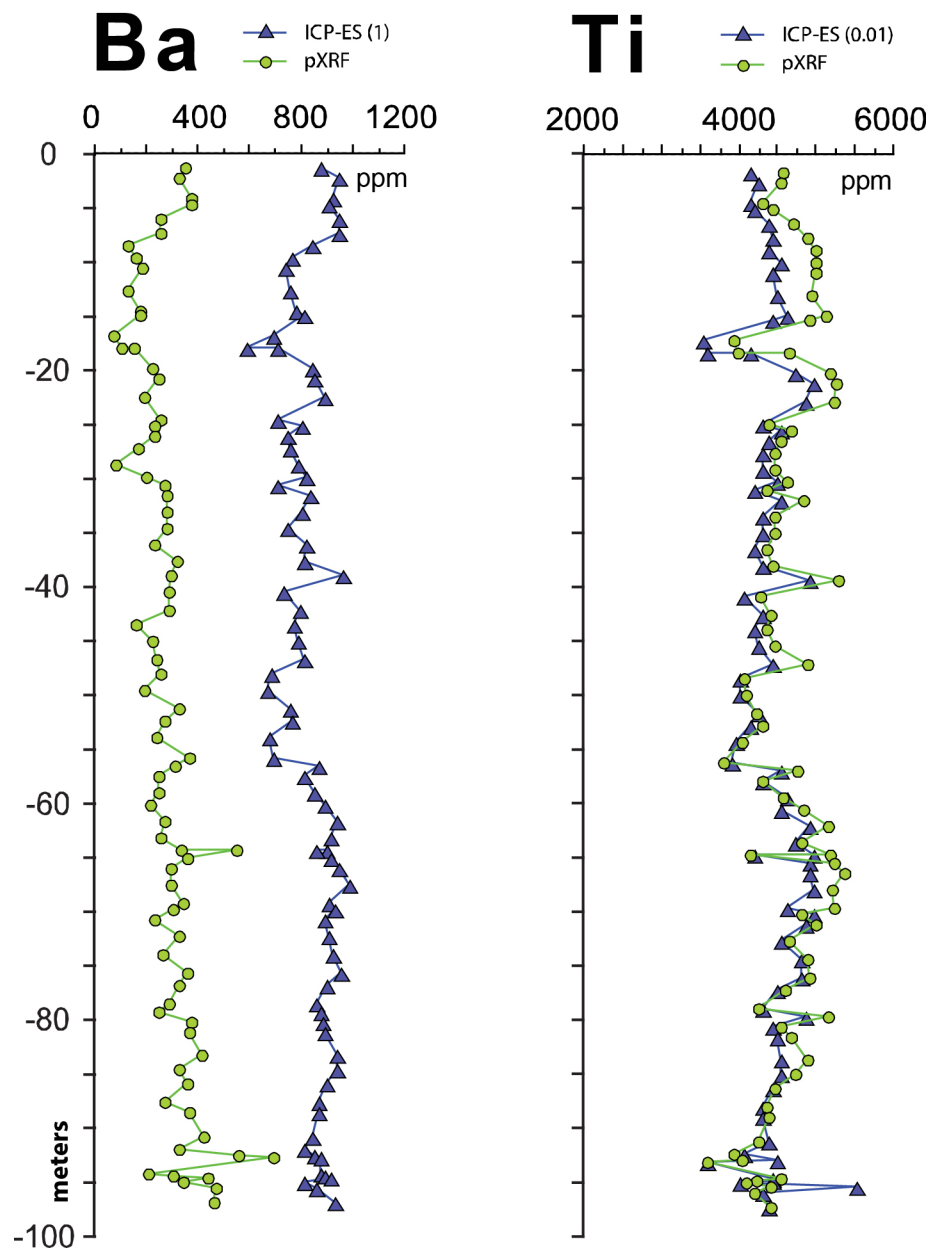 Ba
ICP-ES (1)
pXRF
Ti
ICP-ES (0.01)
pXRF
0 400 800 1200
2000 4000 6000
ppm
ppm
0
-20
-40
-60
-80
-100
meters